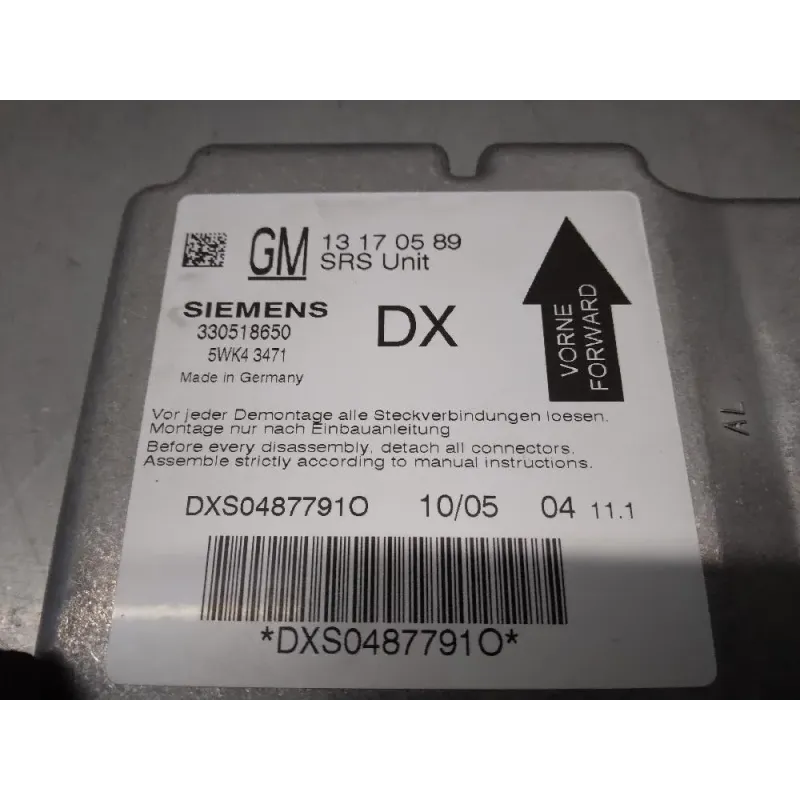 GM 13 17 05 89
SRS Unit
SIEMENS
330518650
5WK4 3471
Made in Germany
DX
VORNE
FORWARD
Vor jeder Demontage alle Steckverbindungen loesen.
Montage nur nach Einbauanleitung
Before every disassembly, detach all connectors.
Assemble strictly according to manual instructions.
DXS0487791O 10/05 04 11.1
*DXS0487791O*
AL